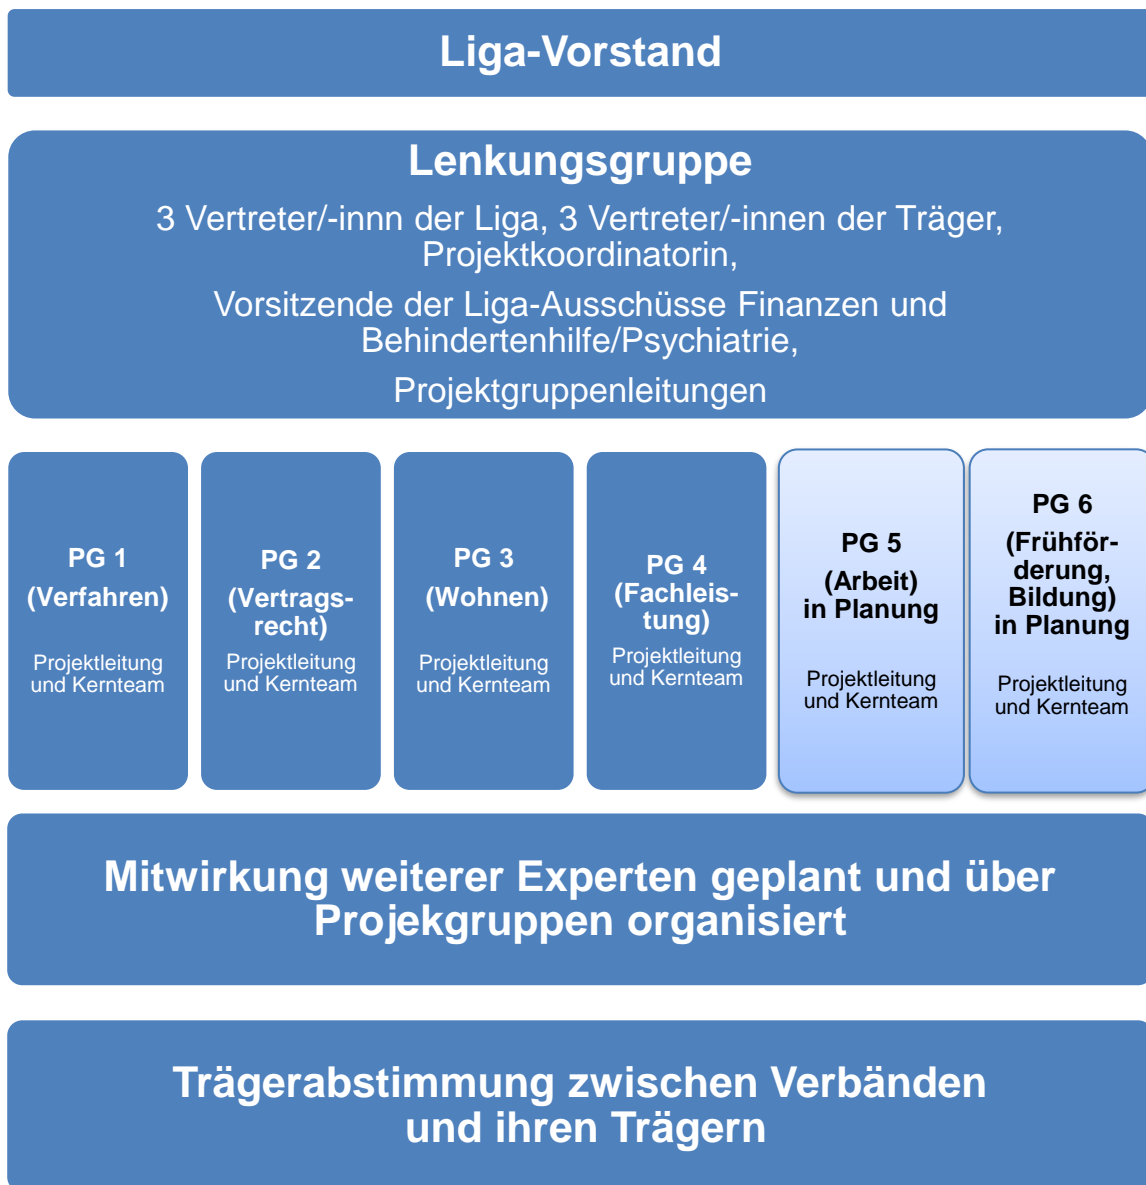 Liga-Vorstand
Lenkungsgruppe
3 Vertreter/-innn der Liga, 3 Vertreter/-innen der Träger,
Projektkoordinatorin,
Vorsitzende der Liga-Ausschüsse Finanzen und
Behindertenhilfe/Psychiatrie,
Projektgruppenleitungen
PG 1
(Verfahren)
Projektleitung
und Kernteam
PG 2
(Vertrags-
recht)
Projektleitung
und Kernteam
PG 3
(Wohnen)
Projektleitung
und Kernteam
PG 4
(Fachleis-
tung)
Projektleitung
und Kernteam
PG 5
(Arbeit)
in Planung
Projektleitung
und Kernteam
PG 6
(Frühför-
derung,
Bildung)
in Planung
Projektleitung
und Kernteam
Mitwirkung weiterer Experten geplant und über
Projekgruppen organisiert
Trägerabstimmung zwischen Verbänden
und ihren Trägern